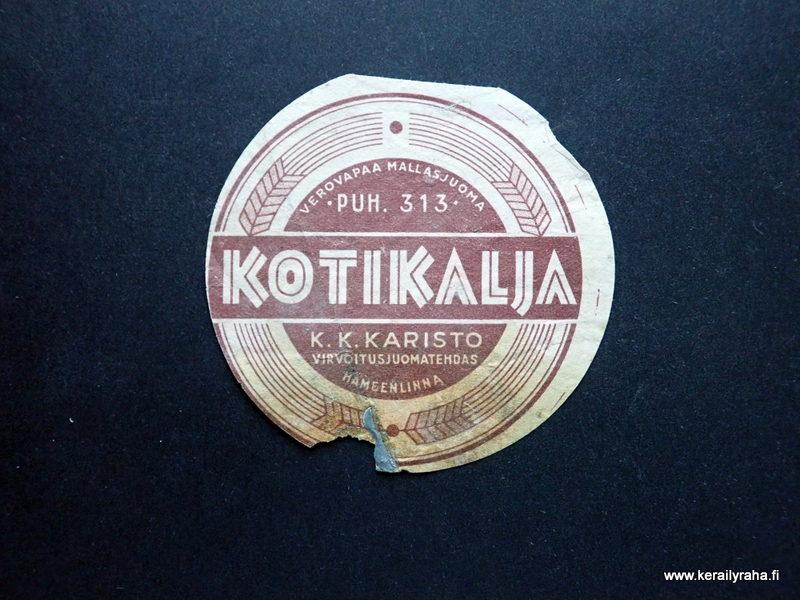 VEROVAPAA MALLASJUOMA
·PUH. 313·
KOTIKALJA
K. K. KARISTO
VIRVOITUSJUOMATEHDAS
HÄMEENLINNA
www.kerailyraha.fi